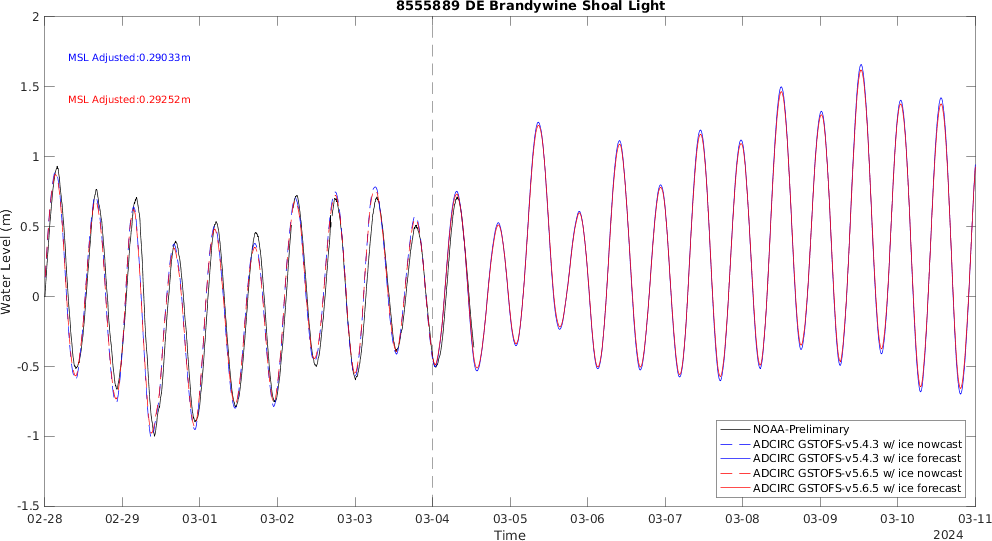 8555889 DE Brandywine Shoal Light
2
1.5
1
0.5
0
-0.5
-1
-1.5
Water Level (m)
MSL Adjusted:0.29033m
MSL Adjusted:0.29252m
NOAA-Preliminary
ADCIRC GSTOFS-v5.4.3 w/ ice nowcast
ADCIRC GSTOFS-v5.4.3 w/ ice forecast
ADCIRC GSTOFS-v5.6.5 w/ ice nowcast
ADCIRC GSTOFS-v5.6.5 w/ ice forecast
02-28 02-29 03-01 03-02 03-03 03-04 03-05 03-06 03-07 03-08 03-09 03-10 03-11
Time
2024